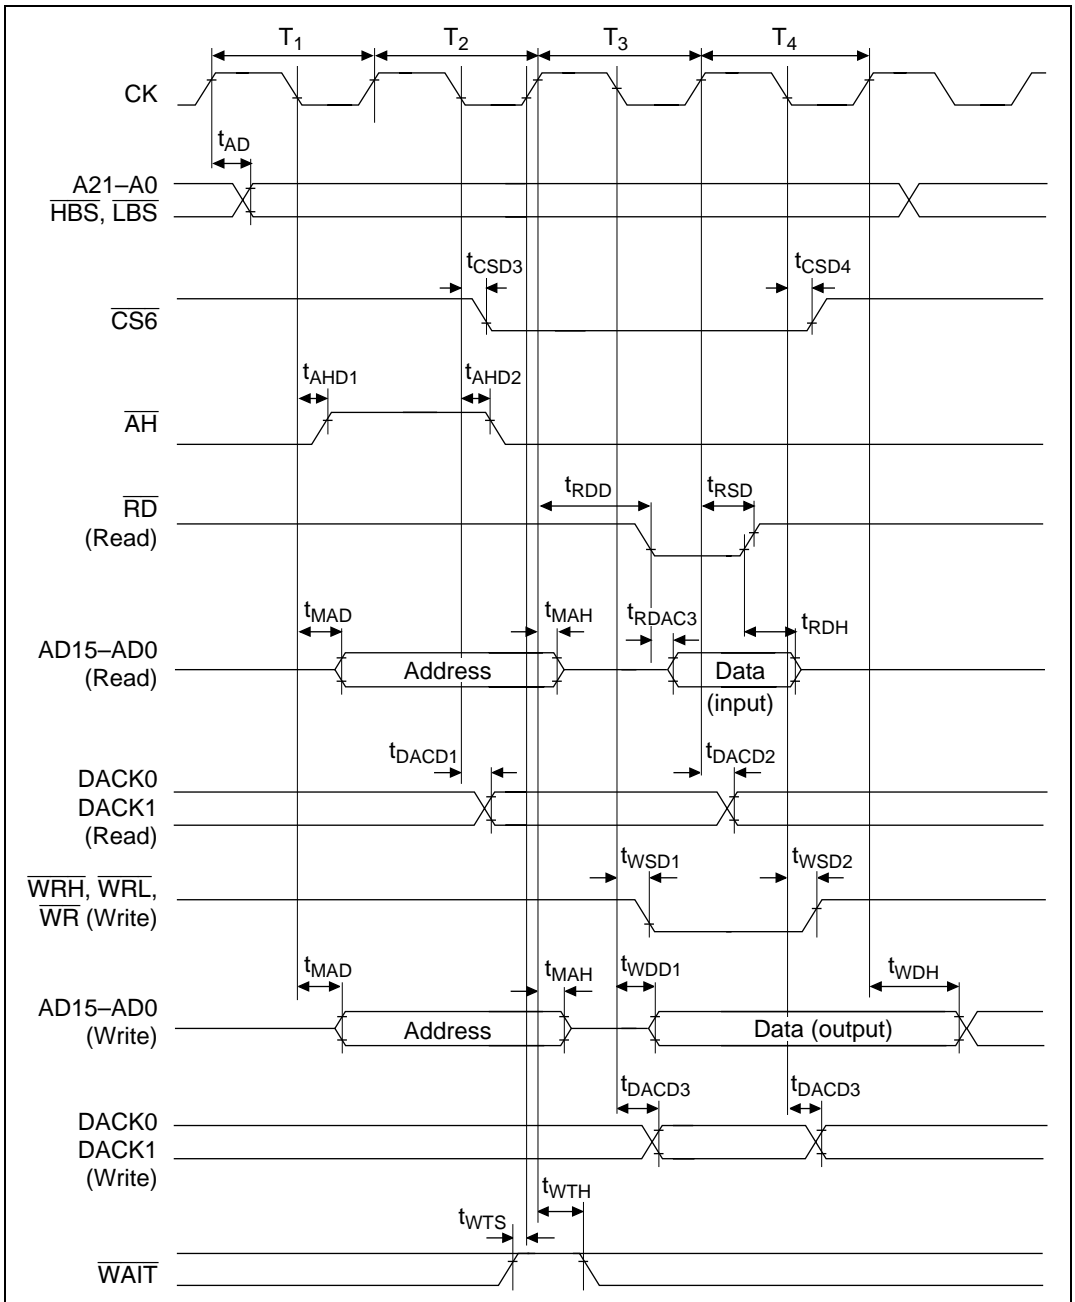 T1 T2 T3 T4
CK
tAD
A21–A0
HBS, LBS
tCSD3 tCSD4
CS6
tAHD1 tAHD2
AH
tRDD tRSD
RD
(Read)
tMAD tMAH tRDAC3 tRDH
AD15–AD0
(Read)
Address
Data
(input)
tDACD1 tDACD2
DACK0
DACK1
(Read)
tWSD1 tWSD2
WRH, WRL,
WR (Write)
tMAD tMAH tWDD1 tWDH
AD15–AD0
(Write)
Address
Data (output)
tDACD3 tDACD3
DACK0
DACK1
(Write)
tWTH
tWTS
WAIT